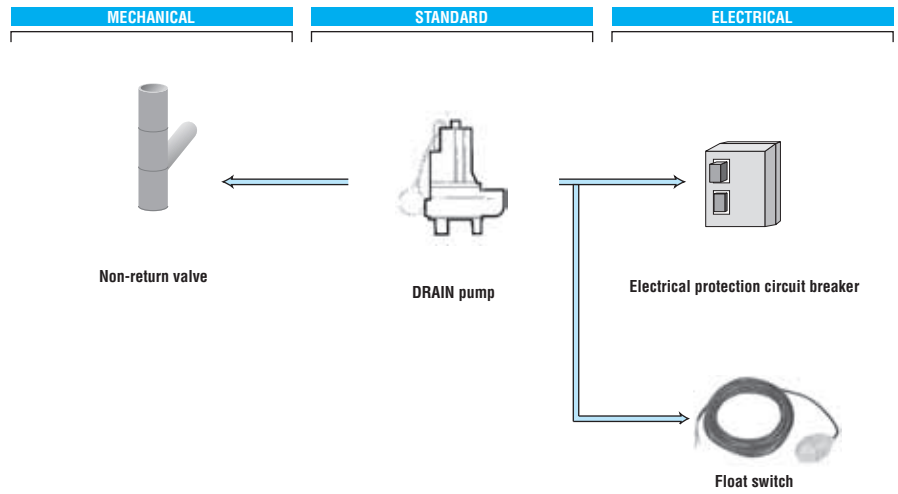 MECHANICAL
STANDARD
ELECTRICAL
Non-return valve
DRAIN pump
Electrical protection circuit breaker
Float switch